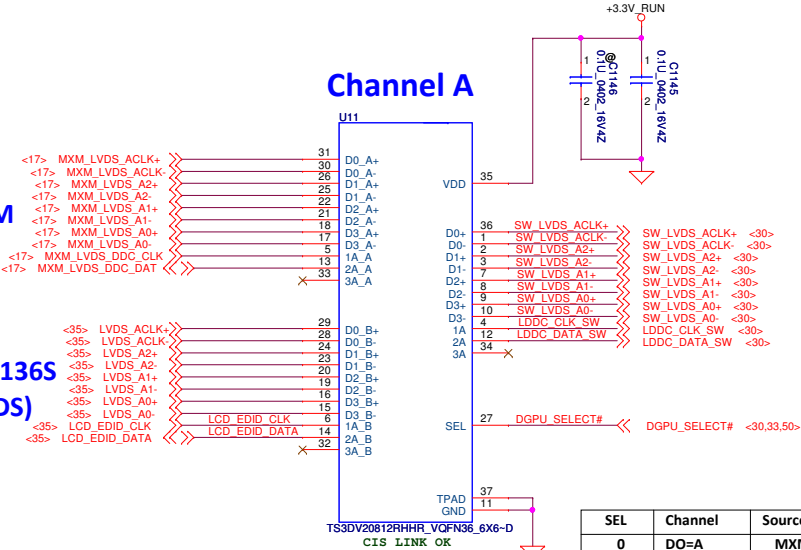 +3.3V_RUN
Channel A
1
@C1146
0.1U_0402_16V4Z
2
1
C1145
0.1U_0402_16V4Z
2
U11
<17> MXM_LVDS_ACLK+ 31 D0_A+
<17> MXM_LVDS_ACLK- 30 D0_A-
<17> MXM_LVDS_A2+ 26 D1_A+
<17> MXM_LVDS_A2- 25 D1_A-
<17> MXM_LVDS_A1+ 22 D2_A+
<17> MXM_LVDS_A1- 21 D2_A-
<17> MXM_LVDS_A0+ 18 D3_A+
<17> MXM_LVDS_A0- 17 D3_A-
<17> MXM_LVDS_DDC_CLK 5 1A_A
<17> MXM_LVDS_DDC_DAT 13 2A_A
33 3A_A
M
VDD 35
D0+ 36 SW_LVDS_ACLK+ SW_LVDS_ACLK+ <30>
D0- 1 SW_LVDS_ACLK- SW_LVDS_ACLK- <30>
D1+ 2 SW_LVDS_A2+ SW_LVDS_A2+ <30>
D1- 3 SW_LVDS_A2- SW_LVDS_A2- <30>
D2+ 7 SW_LVDS_A1+ SW_LVDS_A1+ <30>
D2- 8 SW_LVDS_A1- SW_LVDS_A1- <30>
D3+ 9 SW_LVDS_A0+ SW_LVDS_A0+ <30>
D3- 10 SW_LVDS_A0- SW_LVDS_A0- <30>
1A 4 LDDC_CLK_SW LDDC_CLK_SW <30>
2A 12 LDDC_DATA_SW LDDC_DATA_SW <30>
3A 34
<35> LVDS_ACLK+ 29 D0_B+
<35> LVDS_ACLK- 28 D0_B-
<35> LVDS_A2+ 24 D1_B+
<35> LVDS_A2- 23 D1_B-
<35> LVDS_A1+ 20 D2_B+
<35> LVDS_A1- 19 D2_B-
<35> LVDS_A0+ 16 D3_B+
<35> LVDS_A0- 15 D3_B-
<35> LCD_EDID_CLK LCD_EDID_CLK 6 1A_B
<35> LCD_EDID_DATA LCD_EDID_DATA 14 2A_B
32 3A_B
136S
DS)
SEL 27 DGPU_SELECT# DGPU_SELECT# <30,33,50>
TPAD 37
GND 11
TS3DV20812RHHR_VQFN36_6X6~D
CIS LINK OK
SEL Channel Source
0 DO=A MXM